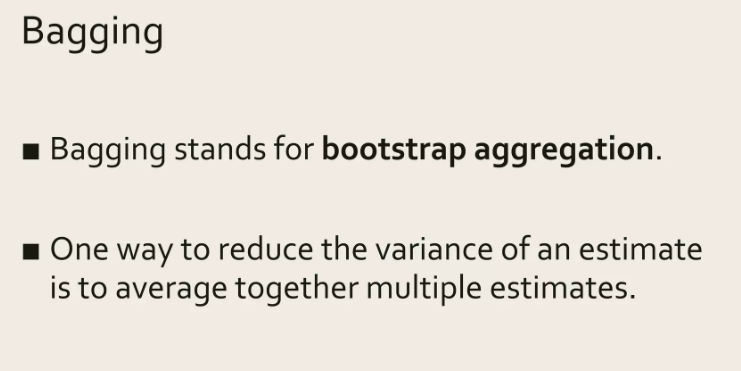 Bagging
▪ Bagging stands for bootstrap aggregation.
▪ One way to reduce the variance of an estimate
is to average together multiple estimates.